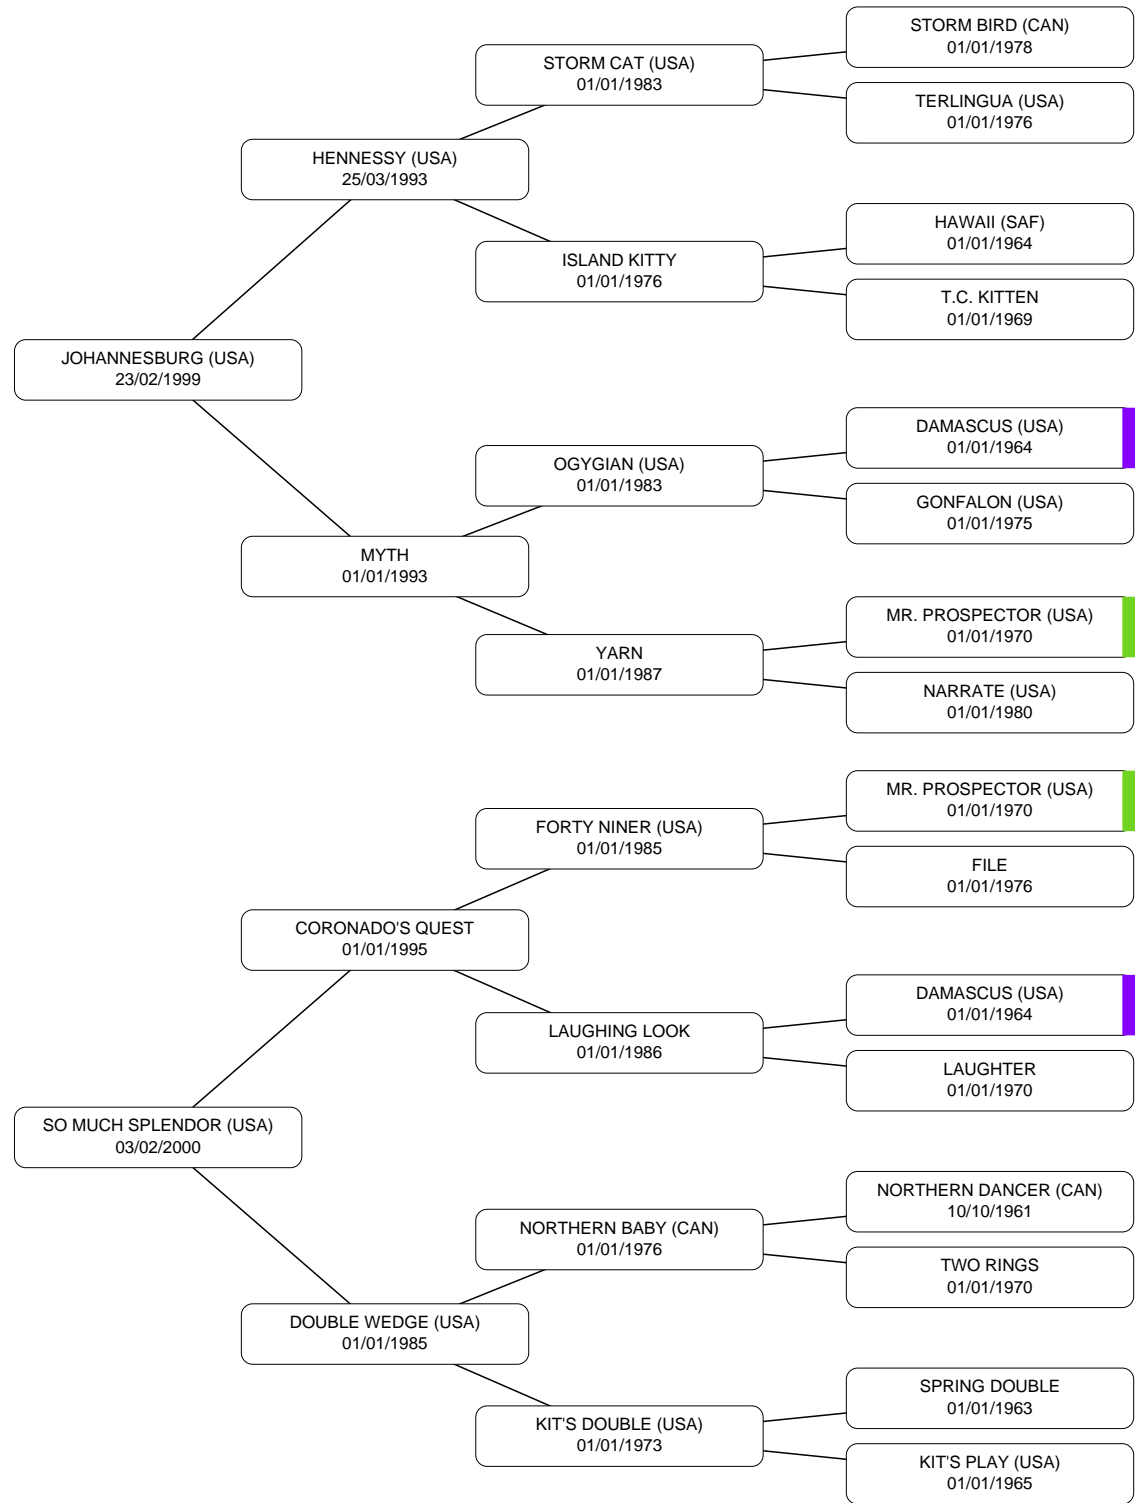 STORM BIRD (CAN)
01/01/1978
STORM CAT (USA)
01/01/1983
TERLINGUA (USA)
01/01/1976
HENNESSY (USA)
25/03/1993
HAWAII (SAF)
01/01/1964
ISLAND KITTY
01/01/1976
T.C. KITTEN
01/01/1969
JOHANNESBURG (USA)
23/02/1999
DAMASCUS (USA)
01/01/1964
OGYGIAN (USA)
01/01/1983
GONFALON (USA)
01/01/1975
MYTH
01/01/1993
MR. PROSPECTOR (USA)
01/01/1970
YARN
01/01/1987
NARRATE (USA)
01/01/1980
MR. PROSPECTOR (USA)
01/01/1970
FORTY NINER (USA)
01/01/1985
FILE
01/01/1976
CORONADO'S QUEST
01/01/1995
DAMASCUS (USA)
01/01/1964
LAUGHING LOOK
01/01/1986
LAUGHTER
01/01/1970
SO MUCH SPLENDOR (USA)
03/02/2000
NORTHERN DANCER (CAN)
10/10/1961
NORTHERN BABY (CAN)
01/01/1976
TWO RINGS
01/01/1970
DOUBLE WEDGE (USA)
01/01/1985
SPRING DOUBLE
01/01/1963
KIT'S DOUBLE (USA)
01/01/1973
KIT'S PLAY (USA)
01/01/1965